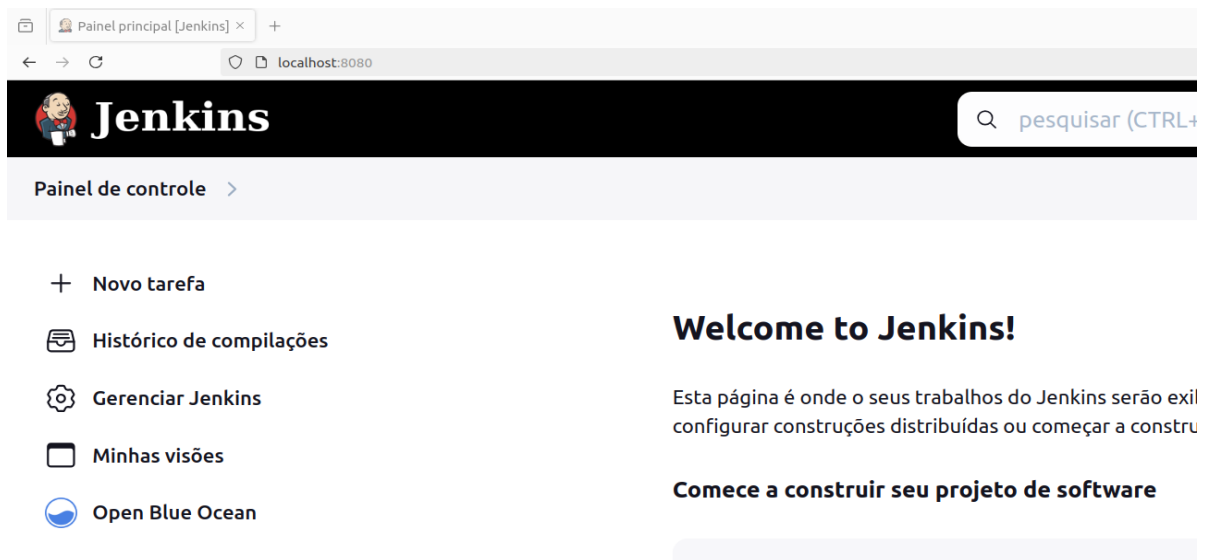 Painel principal [Jenkins]
localhost:8080
Jenkins
pesquisar (CTRL+
Painel de controle
Novo tarefa
Histórico de compilações
Gerenciar Jenkins
Minhas visões
Open Blue Ocean
Welcome to Jenkins!
Esta página é onde o seus trabalhos do Jenkins serão
configurar construções distribuídas ou começar a
Comece a construir seu projeto de software